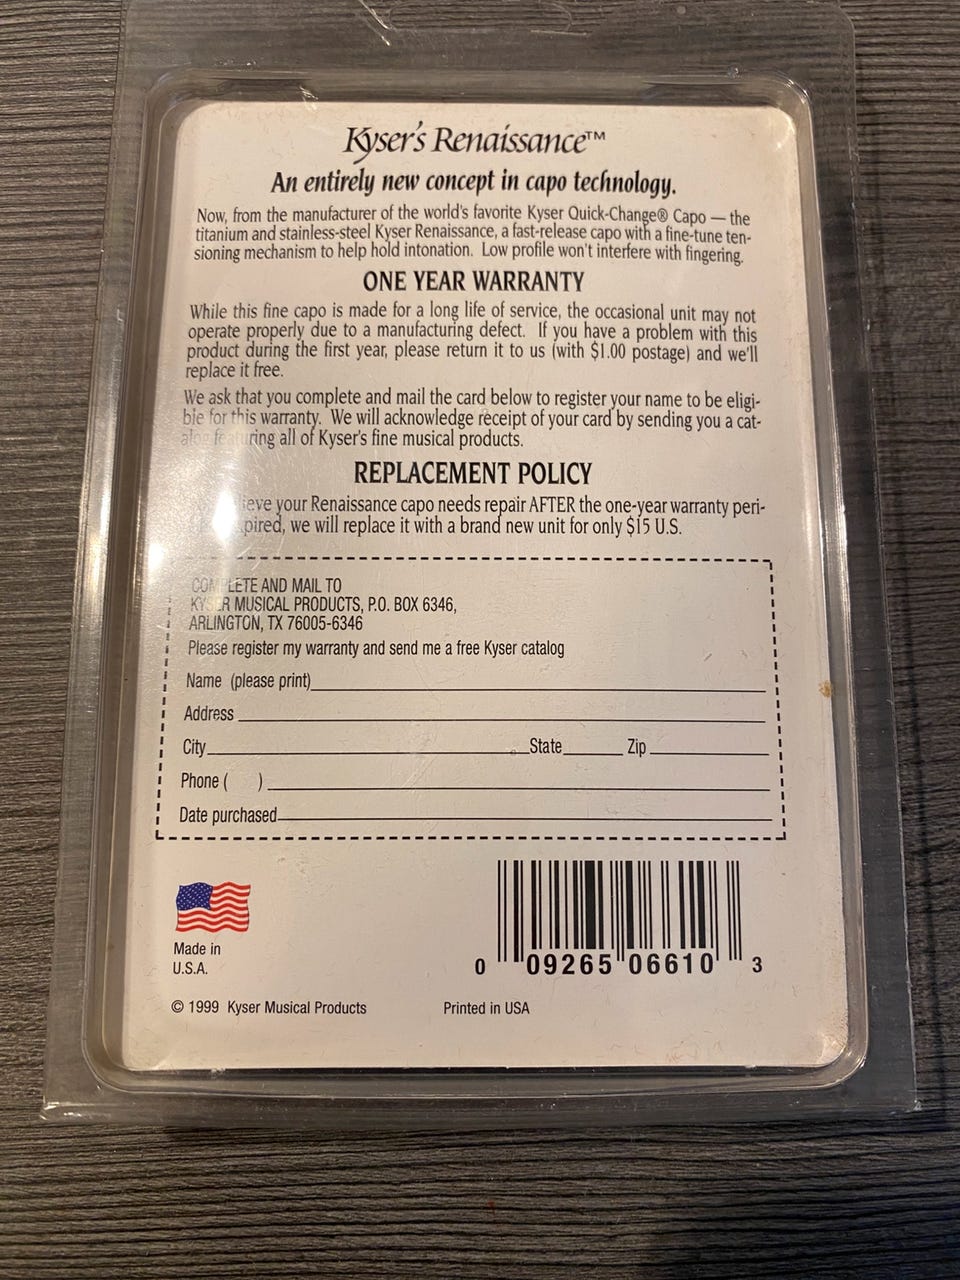 Kyser's Renaissance™
An entirely new concept in capo technology.
Now, from the manufacturer of the world's favorite Kyser Quick-Change® Capo — the
titanium and stainless-steel Kyser Renaissance, a fast-release capo with a fine-tune ten-
sioning mechanism to help hold intonation. Low profile won't interfere with fingering.
ONE YEAR WARRANTY
While this fine capo is made for a long life of service, the occasional unit may not
operate properly due to a manufacturing defect. If you have a problem with this
product during the first year, please return it to us (with $1.00 postage) and we'll
replace it free.
We ask that you complete and mail the card below to register your name to be eligi-
ble for this warranty. We will acknowledge receipt of your card by sending you a cat-
alog featuring all of Kyser's fine musical products.
REPLACEMENT POLICY
your Renaissance capo needs repair AFTER the one-year warranty peri-
we will replace it with a brand new unit for only $15 U.S.
COMPLETE AND MAIL TO
KYSER MUSICAL PRODUCTS, P.O. BOX 6346,
ARLINGTON, TX 76005-6346
Please register my warranty and send me a free Kyser catalog
Name (please print)
Address
City State Zip
Phone ( )
Date purchased
Made in
U.S.A.
0 09265 06610 3
© 1999 Kyser Musical Products Printed in USA